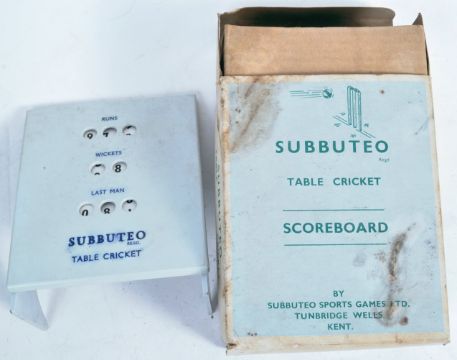 RUNS
WICKETS
8
LAST MAN
SUBBUTEO
REGD.
TABLE CRICKET
SUBBUTEO
Regd.
TABLE CRICKET
SCOREBOARD
BY
SUBBUTEO SPORTS GAMES LTD.
TUNBRIDGE WELLS
KENT.